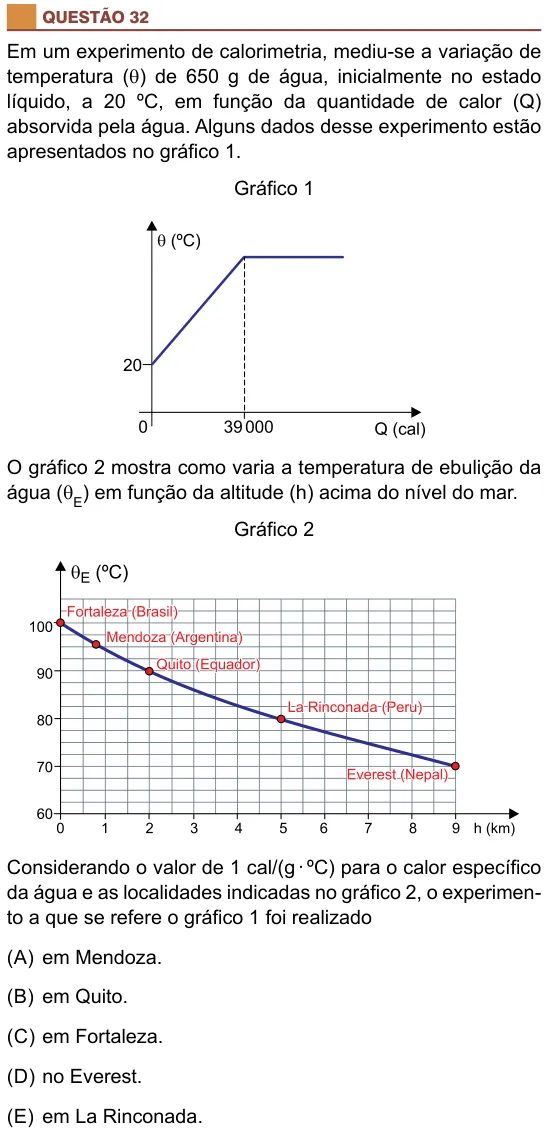 QUESTÃO 32
Em um experimento de calorimetria, mediu-se a variação de
temperatura (θ) de 650 g de água, inicialmente no estado
líquido, a 20 ºC, em função da quantidade de calor (Q)
absorvida pela água. Alguns dados desse experimento estão
apresentados no gráfico 1.
Gráfico 1
θ (ºC)
20
0
39 000
Q (cal)
O gráfico 2 mostra como varia a temperatura de ebulição da
água (θE) em função da altitude (h) acima do nível do mar.
Gráfico 2
θE (ºC)
Fortaleza (Brasil)
100
Mendoza (Argentina)
Quito (Equador)
90
La Rinconada (Peru)
80
70
Everest (Nepal)
60
0 1 2 3 4 5 6 7 8 9 h (km)
Considerando o valor de 1 cal/(g · ºC) para o calor específico
da água e as localidades indicadas no gráfico 2, o experimen-
to a que se refere o gráfico 1 foi realizado
(A) em Mendoza.
(B) em Quito.
(C) em Fortaleza.
(D) no Everest.
(E) em La Rinconada.